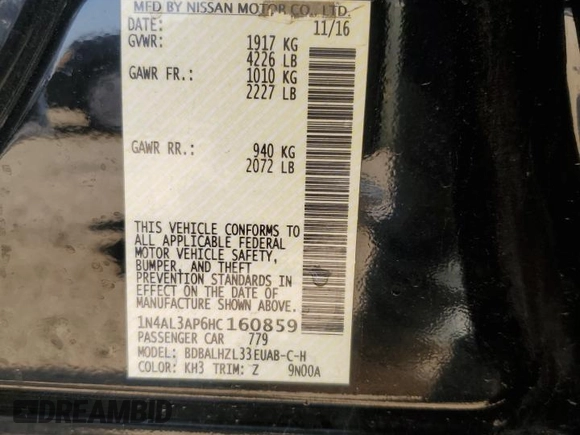 MFD BY NISSAN MOTOR CO., LTD.
DATE: 11/16
GVWR: 1917 KG
4226 LB
GAWR FR.: 1010 KG
2227 LB
GAWR RR.: 940 KG
2072 LB
THIS VEHICLE CONFORMS TO
ALL APPLICABLE FEDERAL
MOTOR VEHICLE SAFETY,
BUMPER, AND THEFT
PREVENTION STANDARDS IN
EFFECT ON THE DATE OF
MANUFACTURE SHOWN ABOVE.
1N4AL3AP6HC160859
PASSENGER CAR 779
MODEL: BDBALHZL33EUAB-C-H
COLOR: KH3 TRIM: Z 9N00A
DREAMBID